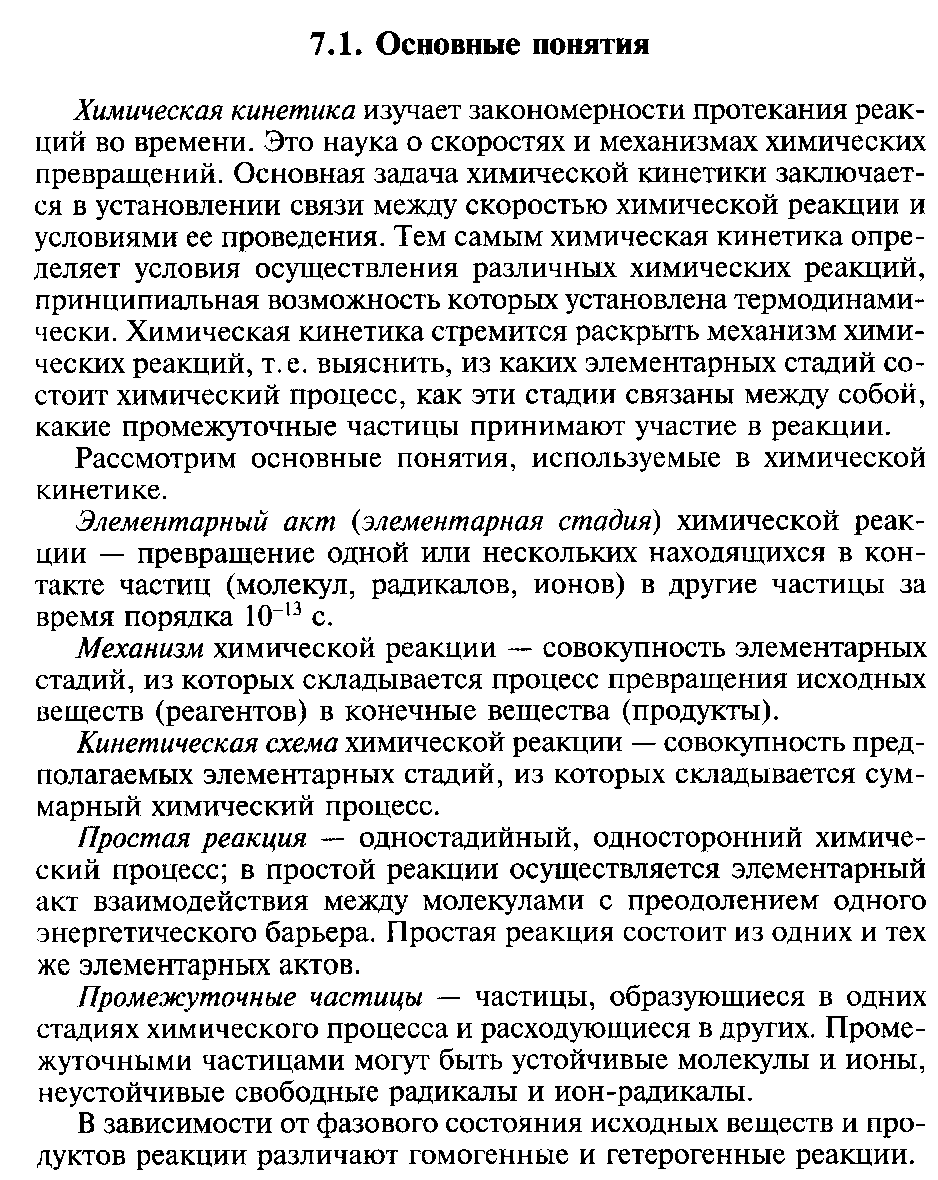 7.1. Основные понятия
Химическая кинетика изучает закономерности протекания реак-
ций во времени. Это наука о скоростях и механизмах химических
превращений. Основная задача химической кинетики заключает-
ся в установлении связи между скоростью химической реакции и
условиями ее проведения. Тем самым химическая кинетика опре-
деляет условия осуществления различных химических реакций,
принципиальная возможность которых установлена термодинами-
чески. Химическая кинетика стремится раскрыть механизм хими-
ческих реакций, т. е. выяснить, из каких элементарных стадий со-
стоит химический процесс, как эти стадии связаны между собой,
какие промежуточные частицы принимают участие в реакции.
Рассмотрим основные понятия, используемые в химической
кинетике.
Элементарный акт (элементарная стадия) химической реак-
ции — превращение одной или нескольких находящихся в кон-
такте частиц (молекул, радикалов, ионов) в другие частицы за
время порядка 10⁻¹³ с.
Механизм химической реакции — совокупность элементарных
стадий, из которых складывается процесс превращения исходных
веществ (реагентов) в конечные вещества (продукты).
Кинетическая схема химической реакции — совокупность пред-
полагаемых элементарных стадий, из которых складывается сум-
марный химический процесс.
Простая реакция — одностадийный, односторонний химиче-
ский процесс; в простой реакции осуществляется элементарный
акт взаимодействия между молекулами с преодолением одного
энергетического барьера. Простая реакция состоит из одних и тех
же элементарных актов.
Промежуточные частицы — частицы, образующиеся в одних
стадиях химического процесса и расходующиеся в других. Проме-
жуточными частицами могут быть устойчивые молекулы и ионы,
неустойчивые свободные радикалы и ион-радикалы.
В зависимости от фазового состояния исходных веществ и про-
дуктов реакции различают гомогенные и гетерогенные реакции.